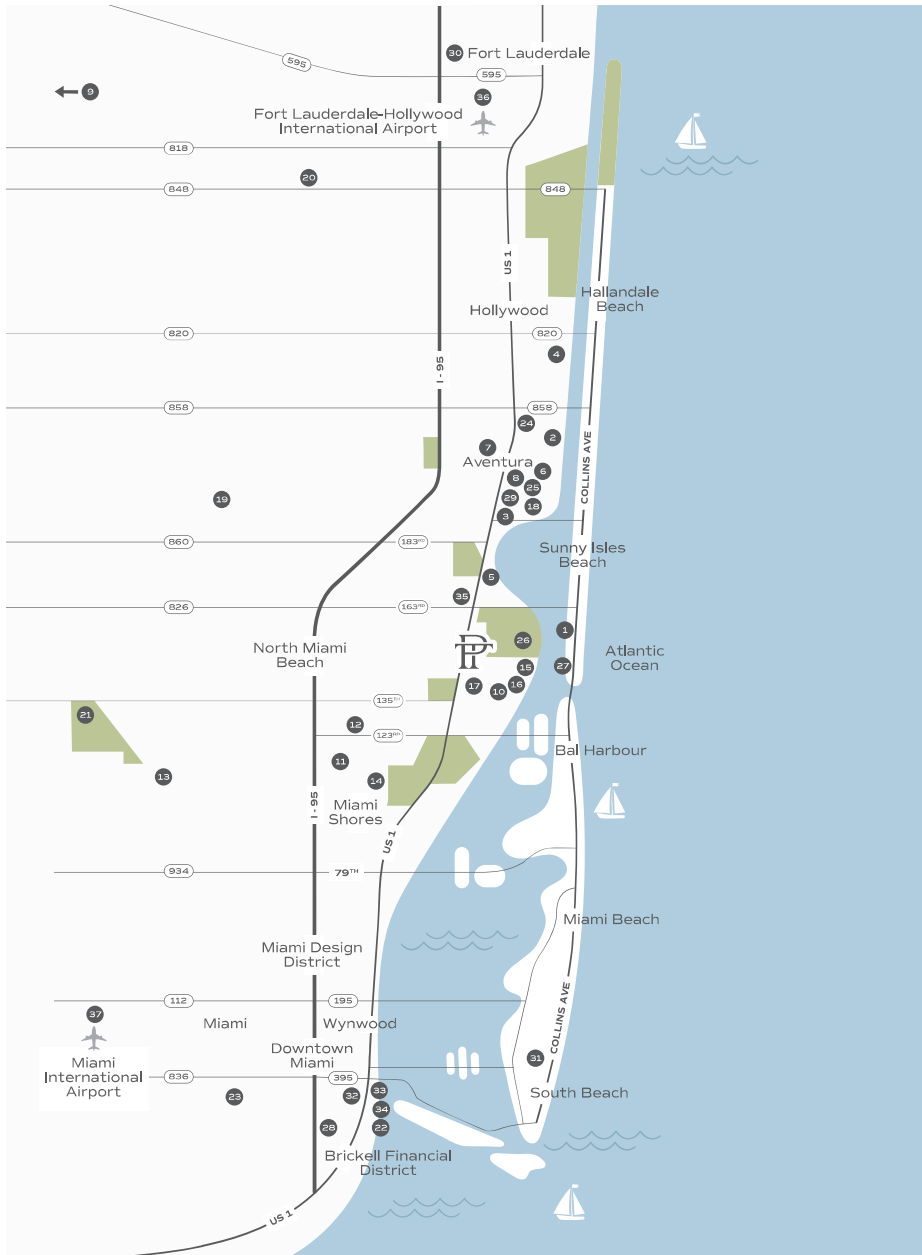 595
30 Fort Lauderdale
595
9
36
Fort Lauderdale-Hollywood
International Airport
818
20
848
848
US 1
Hallandale
Beach
Hollywood
820
820
4
I - 95
858
858
24
2
7
Aventura
6
8
25
COLLINS AVE
29
18
19
3
860
183RD
Sunny Isles
Beach
5
35
826
163RD
1
26
North Miami
Beach
PT
Atlantic
Ocean
15
27
17
16
10
135TH
21
12
123RD
Bal Harbour
11
13
14
I - 95
Miami
Shores
US 1
934
79TH
Miami Beach
Miami Design
District
112
195
37
Miami
Wynwood
COLLINS AVE
Downtown
Miami
31
Miami
International
Airport
836
395
33
South Beach
23
32
34
28
22
Brickell Financial
District
US 1